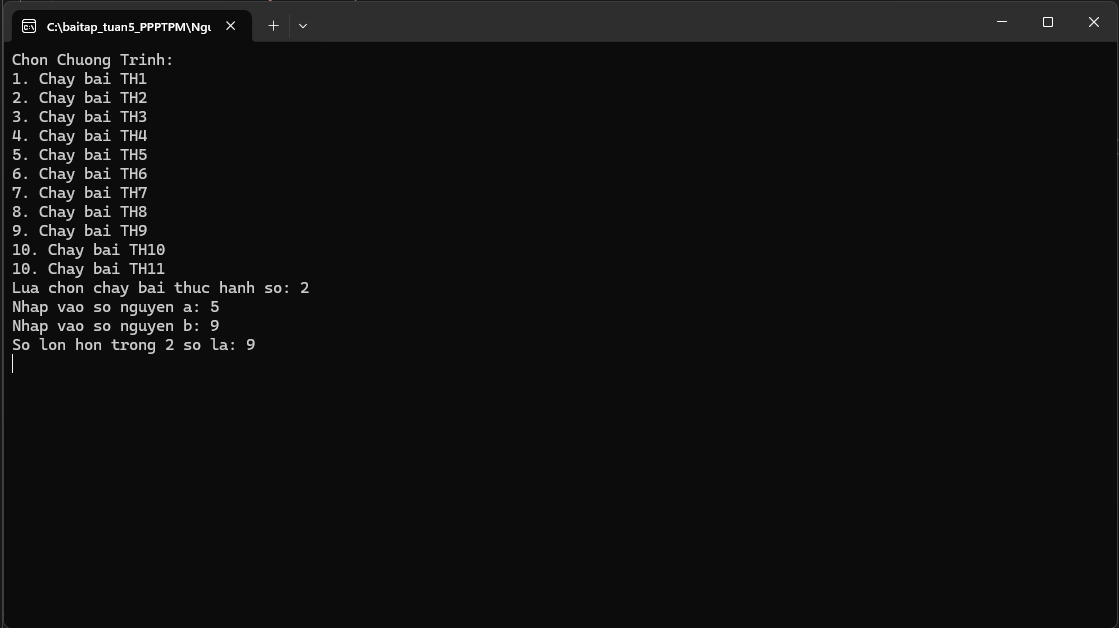 C:\baitap_tuan5_PPPTPM\Ngu
Chon Chuong Trinh:
1. Chay bai TH1
2. Chay bai TH2
3. Chay bai TH3
4. Chay bai TH4
5. Chay bai TH5
6. Chay bai TH6
7. Chay bai TH7
8. Chay bai TH8
9. Chay bai TH9
10. Chay bai TH10
10. Chay bai TH11
Lua chon chay bai thuc hanh so: 2
Nhap vao so nguyen a: 5
Nhap vao so nguyen b: 9
So lon hon trong 2 so la: 9